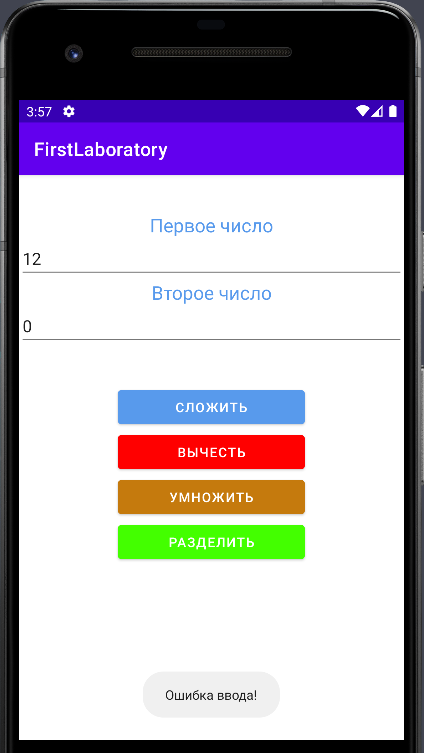 3:57
FirstLaboratory
Первое число
12
Второе число
0
СЛОЖИТЬ
ВЫЧЕСТЬ
УМНОЖИТЬ
РАЗДЕЛИТЬ
Ошибка ввода!